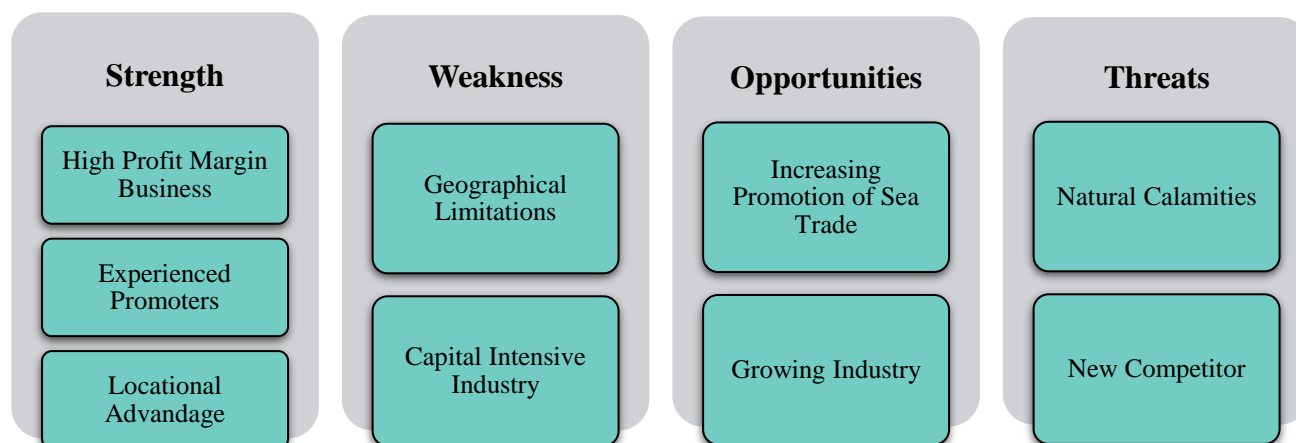 Strength
High Profit Margin
Business
Experienced
Promoters
Locational
Advandage
Weakness
Geographical
Limitations
Capital Intensive
Industry
Opportunities
Increasing
Promotion of Sea
Trade
Growing Industry
Threats
Natural Calamities
New Competitor